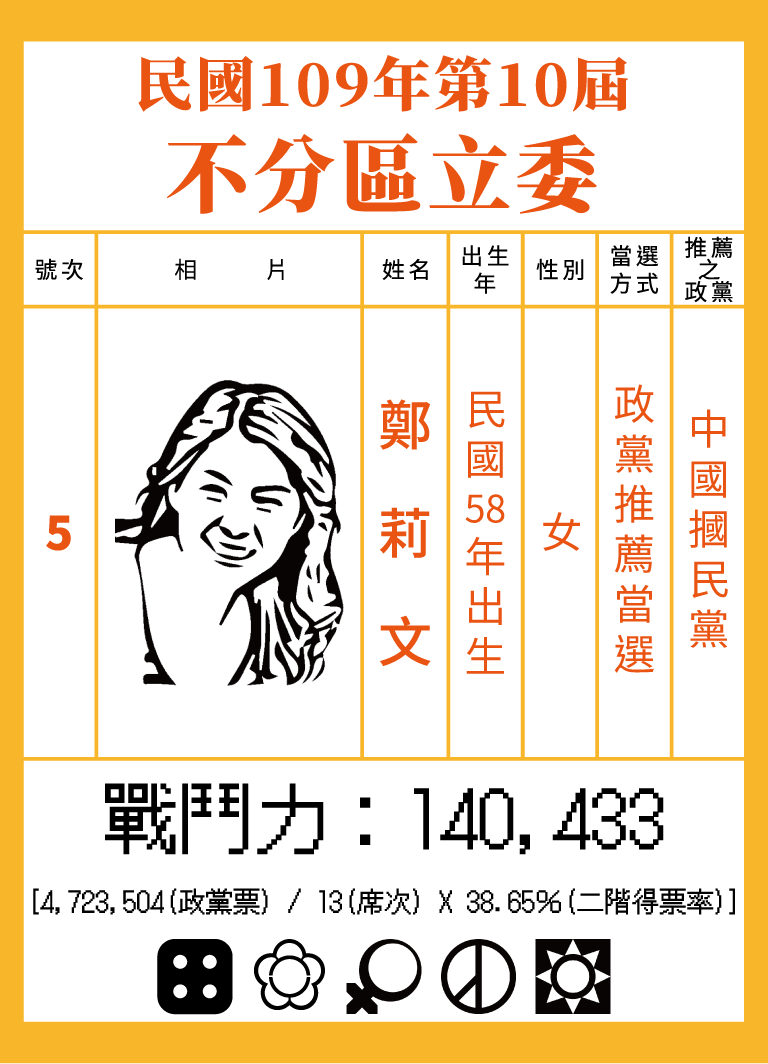 民國109年第10屆
不分區立委
號次
相片
姓名
出生
年
性別
當選
方式
推薦
之
政黨
5
鄭莉文
民國58年出生
女
政黨推薦當選
中國摑民黨
戰鬥力：140,433
[4,723,504(政黨票) / 13(席次) X 38.65%(二階得票率)]